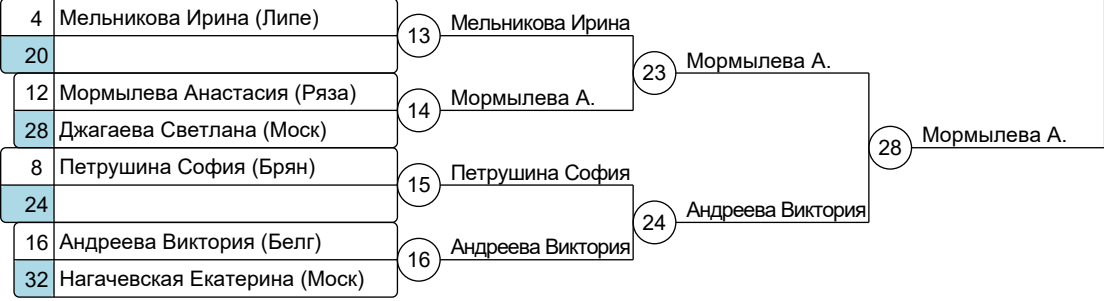 4 Мельникова Ирина (Липе)
20
13 Мельникова Ирина
12 Мормылева Анастасия (Ряза)
28 Джагаева Светлана (Моск)
14 Мормылева А.
23 Мормылева А.
8 Петрушина София (Брян)
24
15 Петрушина София
16 Андреева Виктория (Белг)
32 Нагачевская Екатерина (Моск)
16 Андреева Виктория
24 Андреева Виктория
28 Мормылева А.